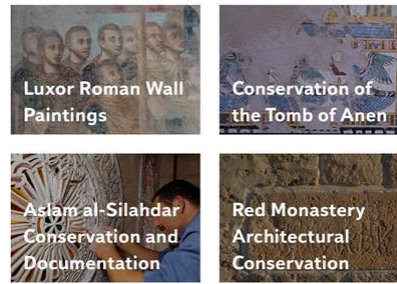 Luxor Roman Wall
Paintings
Conservation of
the Tomb of Anen
Aslam al-Silahdar
Conservation and
Documentation
Red Monastery
Architectural
Conservation